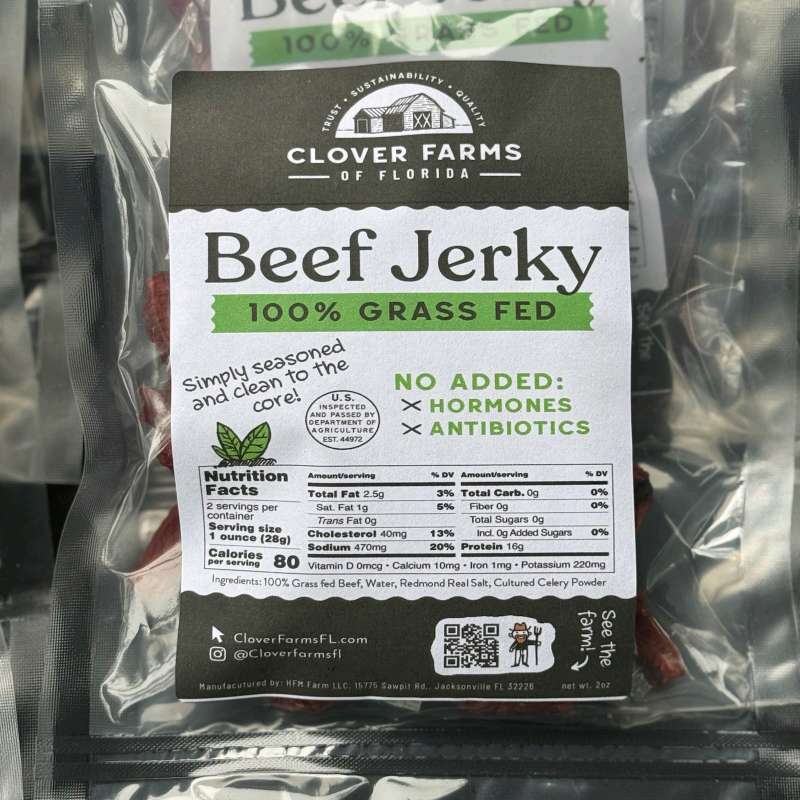 Beef Jerky
100% GRASS FED
TRUST • SUSTAINABILITY • QUALITY
CLOVER FARMS
OF FLORIDA
Beef Jerky
100% GRASS FED
Simply seasoned
and clean to the
core!
U.S.
INSPECTED
AND PASSED BY
DEPARTMENT OF
AGRICULTURE
EST. 44972
NO ADDED:
HORMONES
ANTIBIOTICS
Nutrition
Facts
2 servings per
container
Serving size
1 ounce (28g)
Calories 80
per serving
Amount/serving % DV
Total Fat 2.5g 3%
Sat. Fat 1g 5%
Trans Fat 0g
Cholesterol 40mg 13%
Sodium 470mg 20%
Amount/serving % DV
Total Carb. 0g 0%
Fiber 0g 0%
Total Sugars 0g
Incl. 0g Added Sugars 0%
Protein 16g
Vitamin D 0mcg • Calcium 10mg • Iron 1mg • Potassium 220mg
Ingredients: 100% Grass fed Beef, Water, Redmond Real Salt, Cultured Celery Powder
CloverFarmsFL.com
@Cloverfarmsfl
See the
farm!
Manufacutured by: HFM Farm LLC, 15775 Sawpit Rd., Jacksonville FL 32226
net wt. 2oz